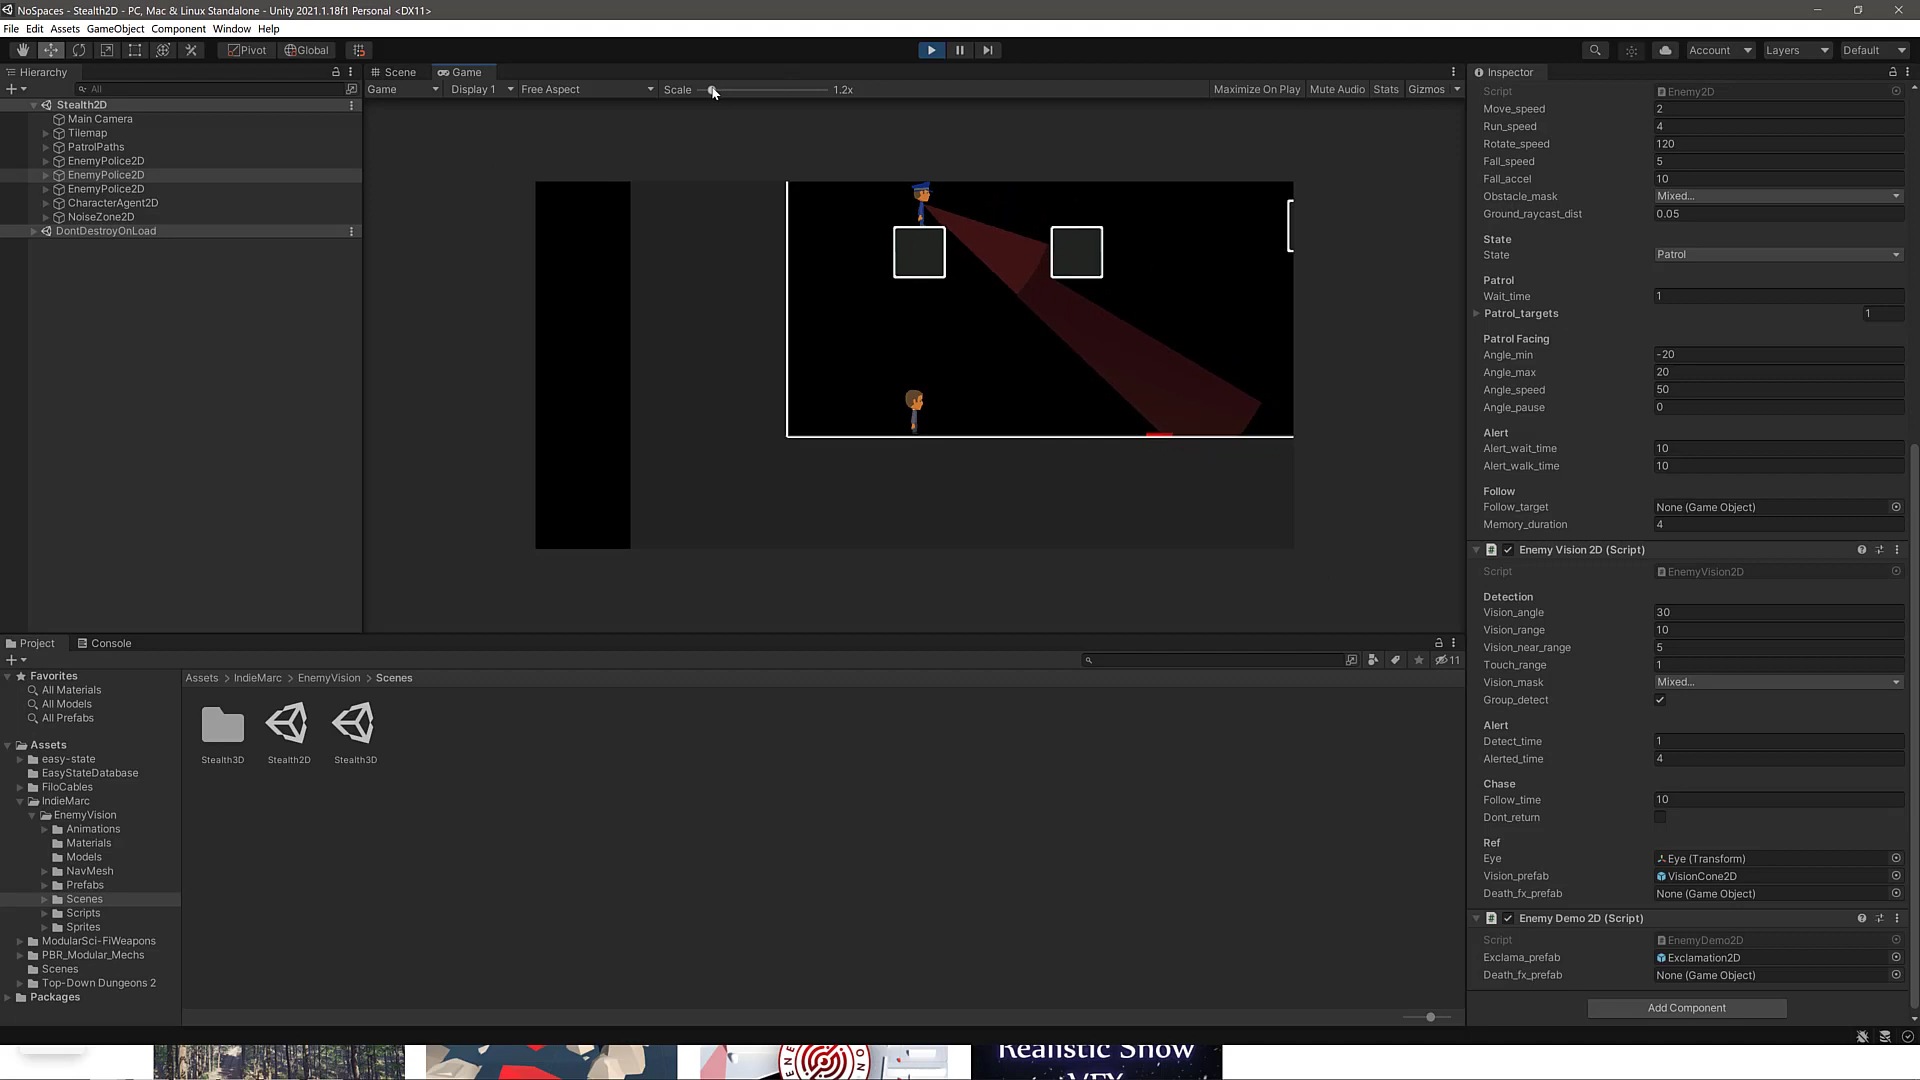 NoSpaces - Stealth2D - PC, Mac & Linux Standalone - Unity 2021.1.18f1 Personal <DX11>
File Edit Assets GameObject Component Window Help
Pivot Global Account Layers Default
Hierarchy
All
Stealth2D
Main Camera
Tilemap
PatrolPaths
EnemyPolice2D
EnemyPolice2D
EnemyPolice2D
CharacterAgent2D
NoiseZone2D
DontDestroyOnLoad
Scene Game
Game Display 1 Free Aspect Scale 1.2x Maximize On Play Mute Audio Stats Gizmos
Inspector
Script Enemy2D
Move_speed 2
Run_speed 4
Rotate_speed 120
Fall_speed 5
Fall_accel 10
Obstacle_mask Mixed...
Ground_raycast_dist 0.05
State
State Patrol
Patrol
Wait_time 1
Patrol_targets 1
Patrol Facing
Angle_min -20
Angle_max 20
Angle_speed 50
Angle_pause 0
Alert
Alert_wait_time 10
Alert_walk_time 10
Follow
Follow_target None (Game Object)
Memory_duration 4
Enemy Vision 2D (Script)
Script EnemyVision2D
Detection
Vision_angle 30
Vision_range 10
Vision_near_range 5
Touch_range 1
Vision_mask Mixed...
Group_detect
Alert
Detect_time 1
Alerted_time 4
Chase
Follow_time 10
Dont_return
Ref
Eye Eye (Transform)
Vision_prefab VisionCone2D
Death_fx_prefab None (Game Object)
Enemy Demo 2D (Script)
Script EnemyDemo2D
Exclama_prefab Exclamation2D
Death_fx_prefab None (Game Object)
Add Component
Project Console
11
Favorites
All Materials
All Models
All Prefabs
Assets
easy-state
EasyStateDatabase
FiloCables
IndieMarc
EnemyVision
Animations
Materials
Models
NavMesh
Prefabs
Scenes
Scripts
Sprites
ModularSci-FiWeapons
PBR_Modular_Mechs
Scenes
Top-Down Dungeons 2
Packages
Assets > IndieMarc > EnemyVision > Scenes
Stealth3D Stealth2D Stealth3D
Realistic Snow
VFX